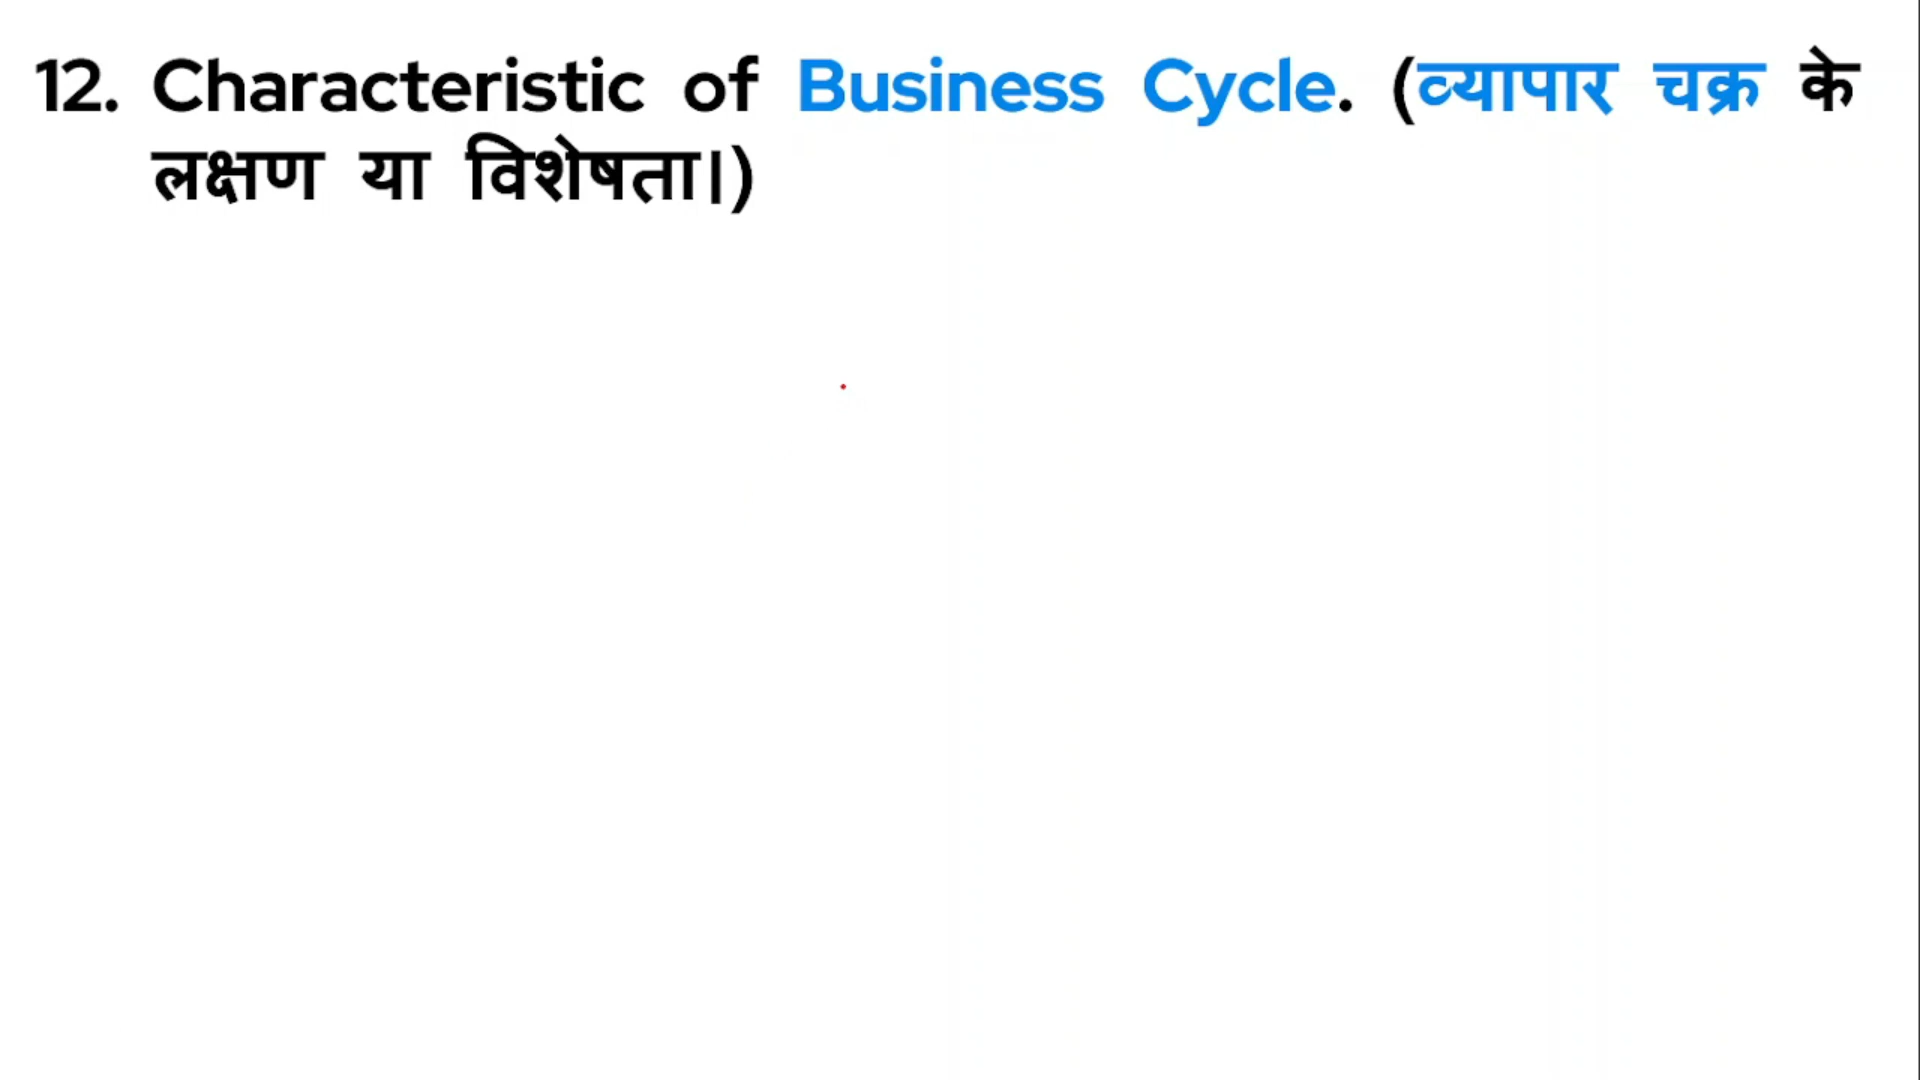 12. Characteristic of Business Cycle. (व्यापार चक्र के
लक्षण या विशेषता।)